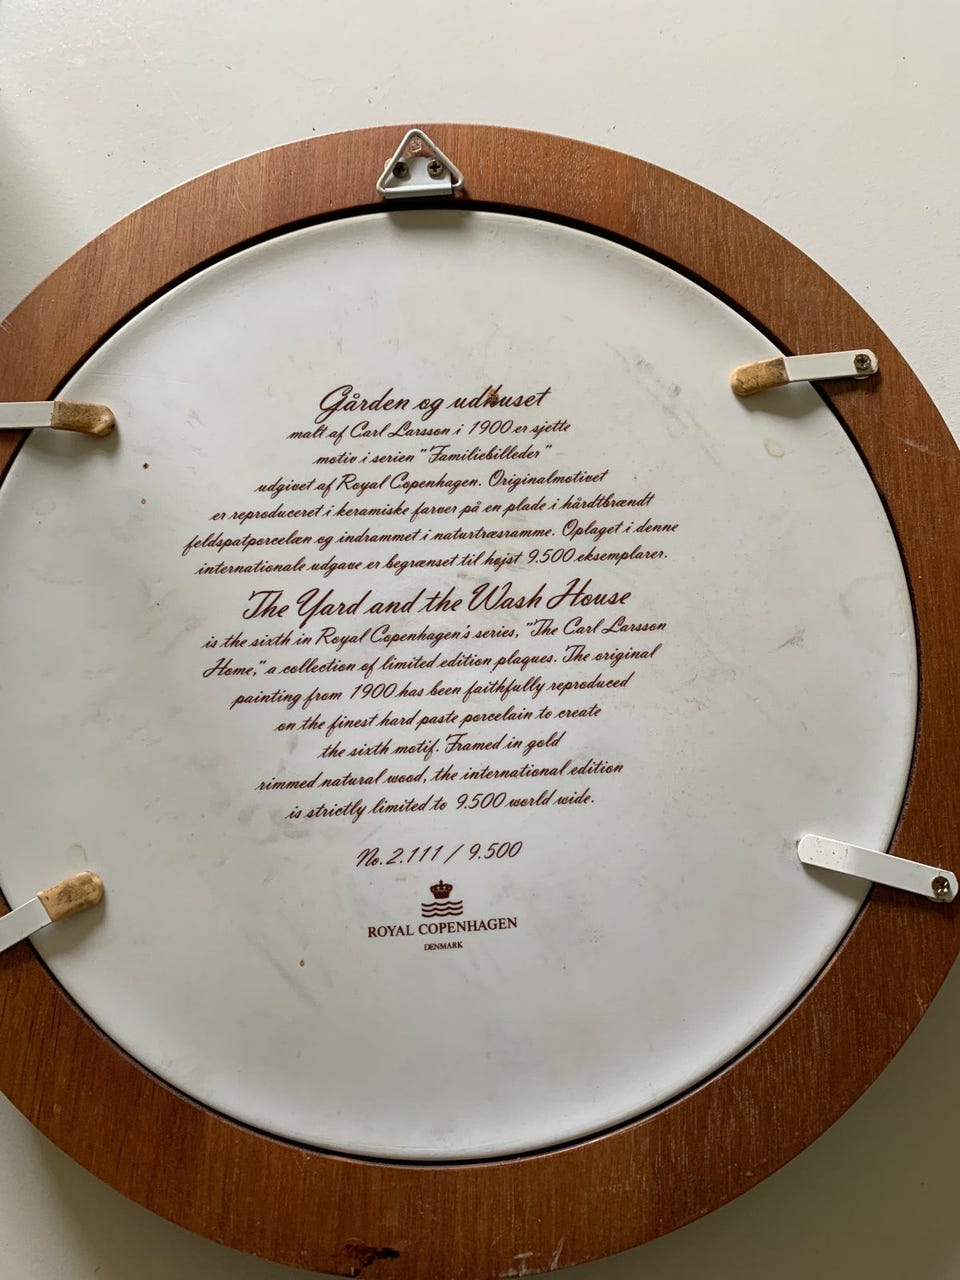 Gården og udhuset
malt af Carl Larsson i 1900 er sjette
motiv i serien "Familiebilleder"
udgivet af Royal Copenhagen. Originalmotivet
er reproduceret i keramiske farver på en plade i hårdtbrændt
feldspatporcelæn og indrammet i naturtræsramme. Oplaget i denne
internationale udgave er begrænset til højst 9.500 eksemplarer.
The Yard and the Wash House
is the sixth in Royal Copenhagen's series, "The Carl Larsson
Home," a collection of limited edition plaques. The original
painting from 1900 has been faithfully reproduced
on the finest hard paste porcelain to create
the sixth motif. Framed in gold
rimmed natural wood, the international edition
is strictly limited to 9.500 world wide.
No. 2.111 / 9.500
ROYAL COPENHAGEN
DENMARK